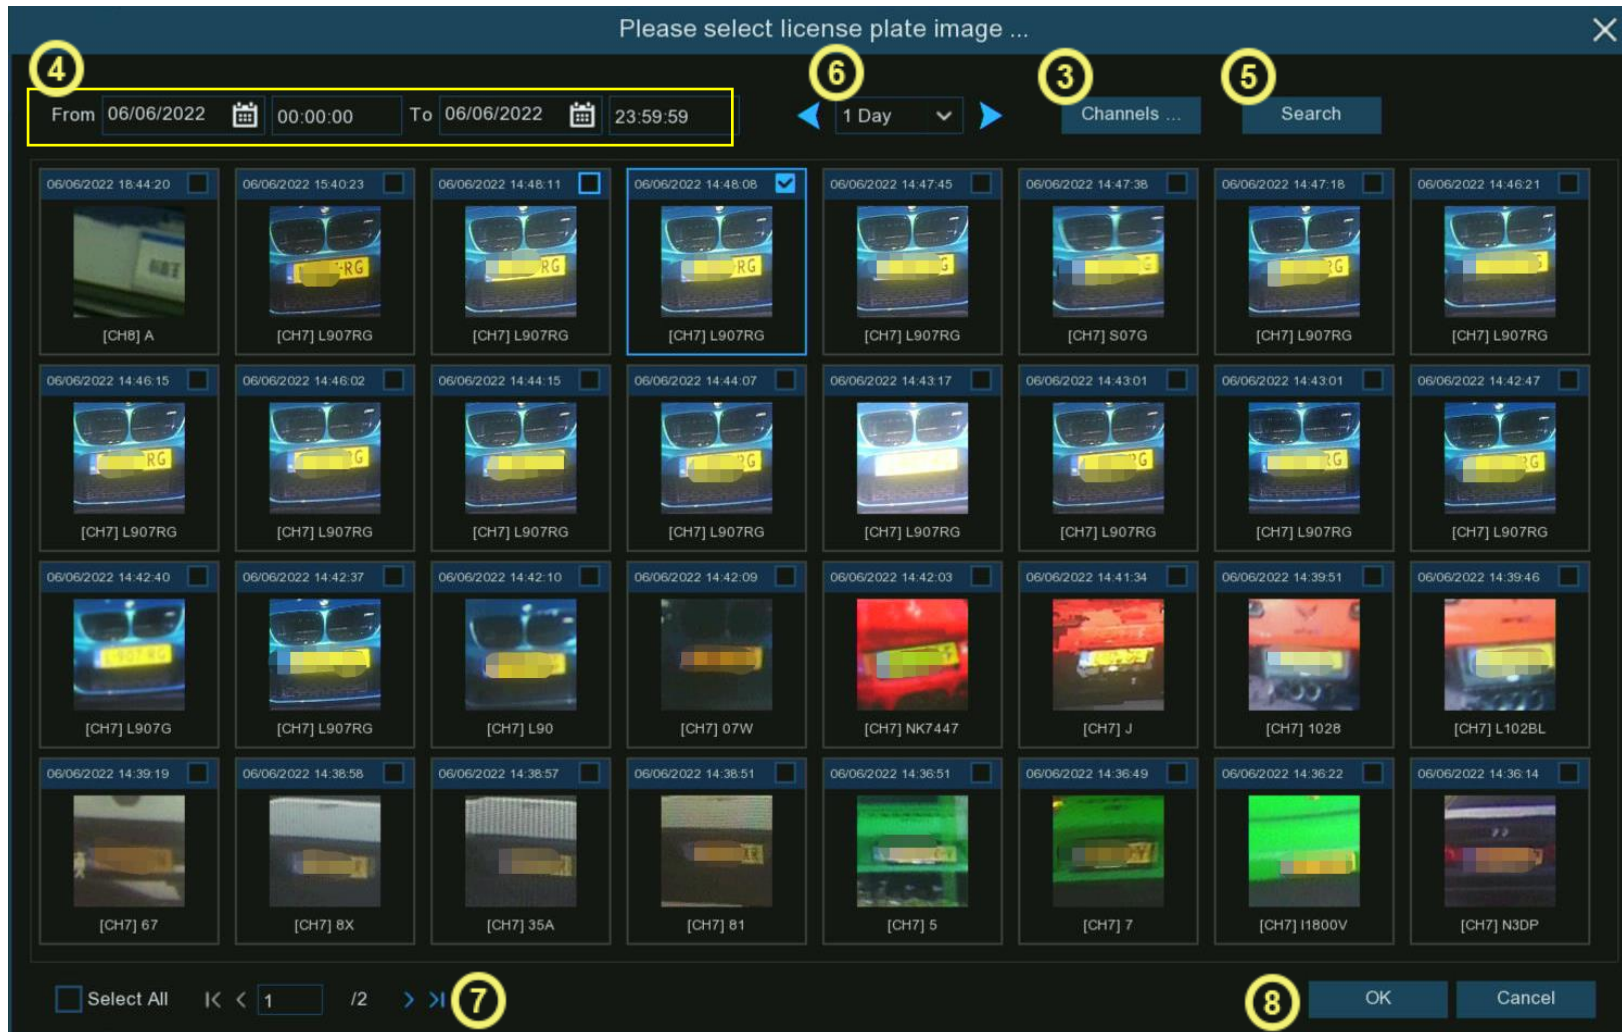 Please select license plate image ...
4 6 3 5
From 06/06/2022 00:00:00 To 06/06/2022 23:59:59 1 Day Channels ... Search
06/06/2022 18:44:20 06/06/2022 15:40:23 06/06/2022 14:48:11 06/06/2022 14:48:08 06/06/2022 14:47:45 06/06/2022 14:47:38 06/06/2022 14:47:18 06/06/2022 14:46:21
RG RG RG G G RG
[CH8] A [CH7] L907RG [CH7] L907RG [CH7] L907RG [CH7] L907RG [CH7] S07G [CH7] L907RG [CH7] L907RG
06/06/2022 14:46:15 06/06/2022 14:46:02 06/06/2022 14:44:15 06/06/2022 14:44:07 06/06/2022 14:43:17 06/06/2022 14:43:01 06/06/2022 14:43:01 06/06/2022 14:42:47
RG RG G RG RG RG RG
[CH7] L907RG [CH7] L907RG [CH7] L907RG [CH7] L907RG [CH7] L907RG [CH7] L907RG [CH7] L907RG [CH7] L907RG
06/06/2022 14:42:40 06/06/2022 14:42:37 06/06/2022 14:42:10 06/06/2022 14:42:09 06/06/2022 14:42:03 06/06/2022 14:41:34 06/06/2022 14:39:51 06/06/2022 14:39:46
L907RG
[CH7] L907G [CH7] L907RG [CH7] L90 [CH7] 07W [CH7] NK7447 [CH7] J [CH7] 1028 [CH7] L102BL
06/06/2022 14:39:19 06/06/2022 14:38:58 06/06/2022 14:38:57 06/06/2022 14:38:51 06/06/2022 14:36:51 06/06/2022 14:36:49 06/06/2022 14:36:22 06/06/2022 14:36:14
[CH7] 67 [CH7] 8X [CH7] 35A [CH7] 81 [CH7] 5 [CH7] 7 [CH7] I1800V [CH7] N3DP
Select All 1 /2 7 8 OK Cancel